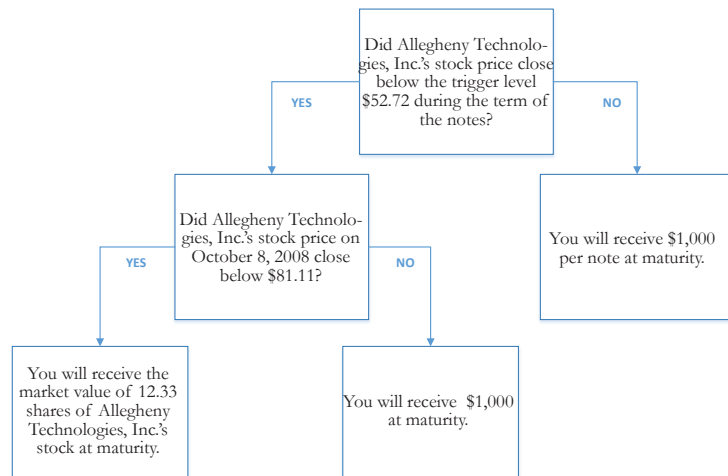 Did Allegheny Technolo-
gies, Inc.'s stock price close
below the trigger level
$52.72 during the term of
the notes?
YES
NO
Did Allegheny Technolo-
gies, Inc.'s stock price on
October 8, 2008 close
below $81.11?
You will receive $1,000
per note at maturity.
YES
NO
You will receive the
market value of 12.33
shares of Allegheny
Technologies, Inc.'s
stock at maturity.
You will receive $1,000
at maturity.